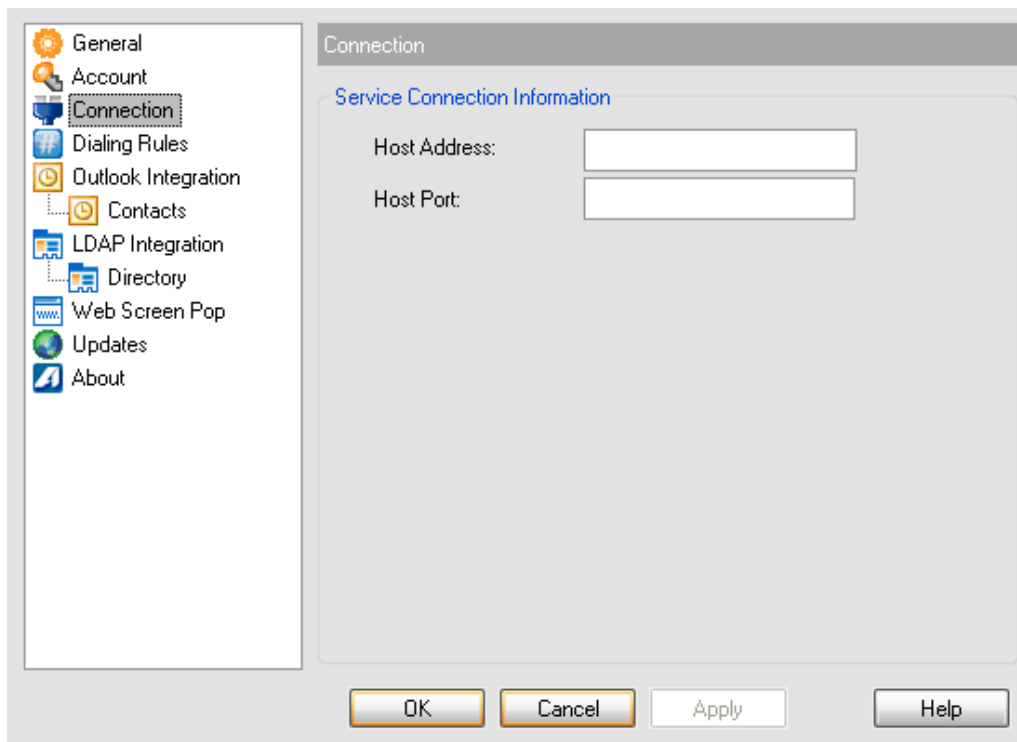 General
Account
Connection
Dialing Rules
Outlook Integration
Contacts
LDAP Integration
Directory
www.
Web Screen Pop
Updates
About
Connection
Service Connection Information
Host Address:
Host Port:
OK
Cancel
Apply
Help